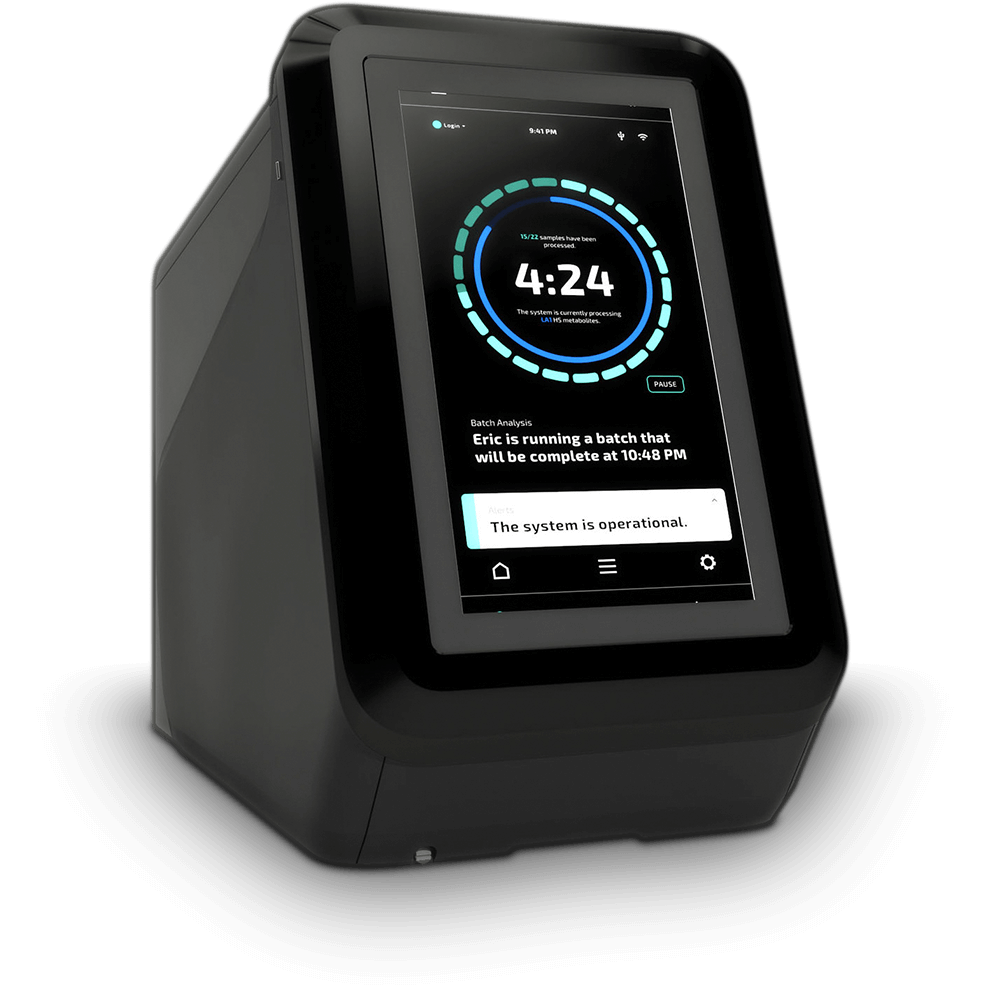 Login
9:41 PM
15/22 samples have been
processed.
4:24
The system is currently processing
LA1 H5 metabolites.
PAUSE
Batch Analysis
Eric is running a batch that
will be complete at 10:48 PM
Alerts
The system is operational.